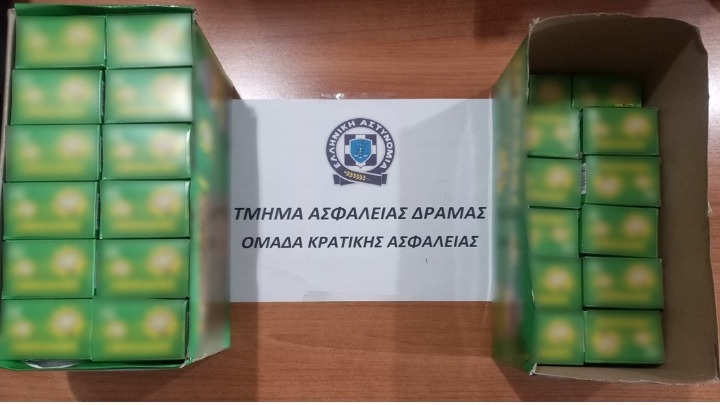 ΕΛΛΗΝΙΚΗ ΑΣΤΥΝΟΜΙΑ
ΤΜΗΜΑ ΑΣΦΑΛΕΙΑΣ ΔΡΑΜΑΣ
ΟΜΑΔΑ ΚΡΑΤΙΚΗΣ ΑΣΦΑΛΕΙΑΣ